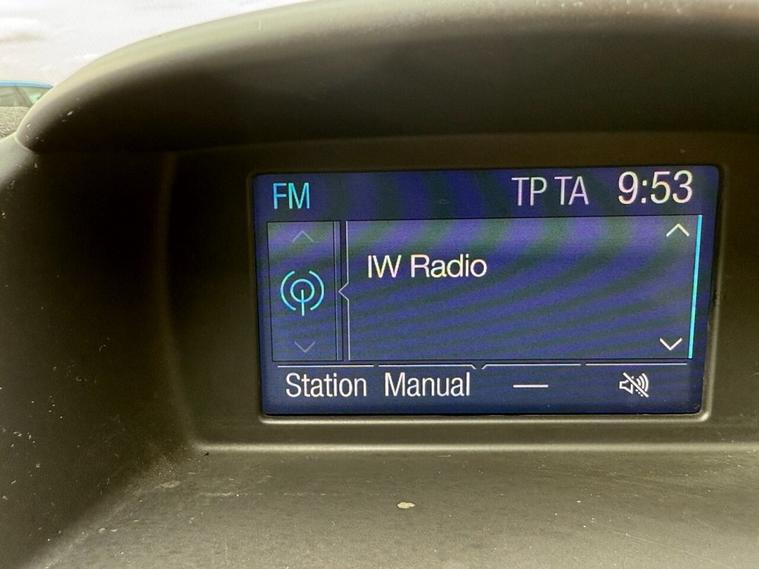 FM TP TA 9:53
IW Radio
Station Manual —